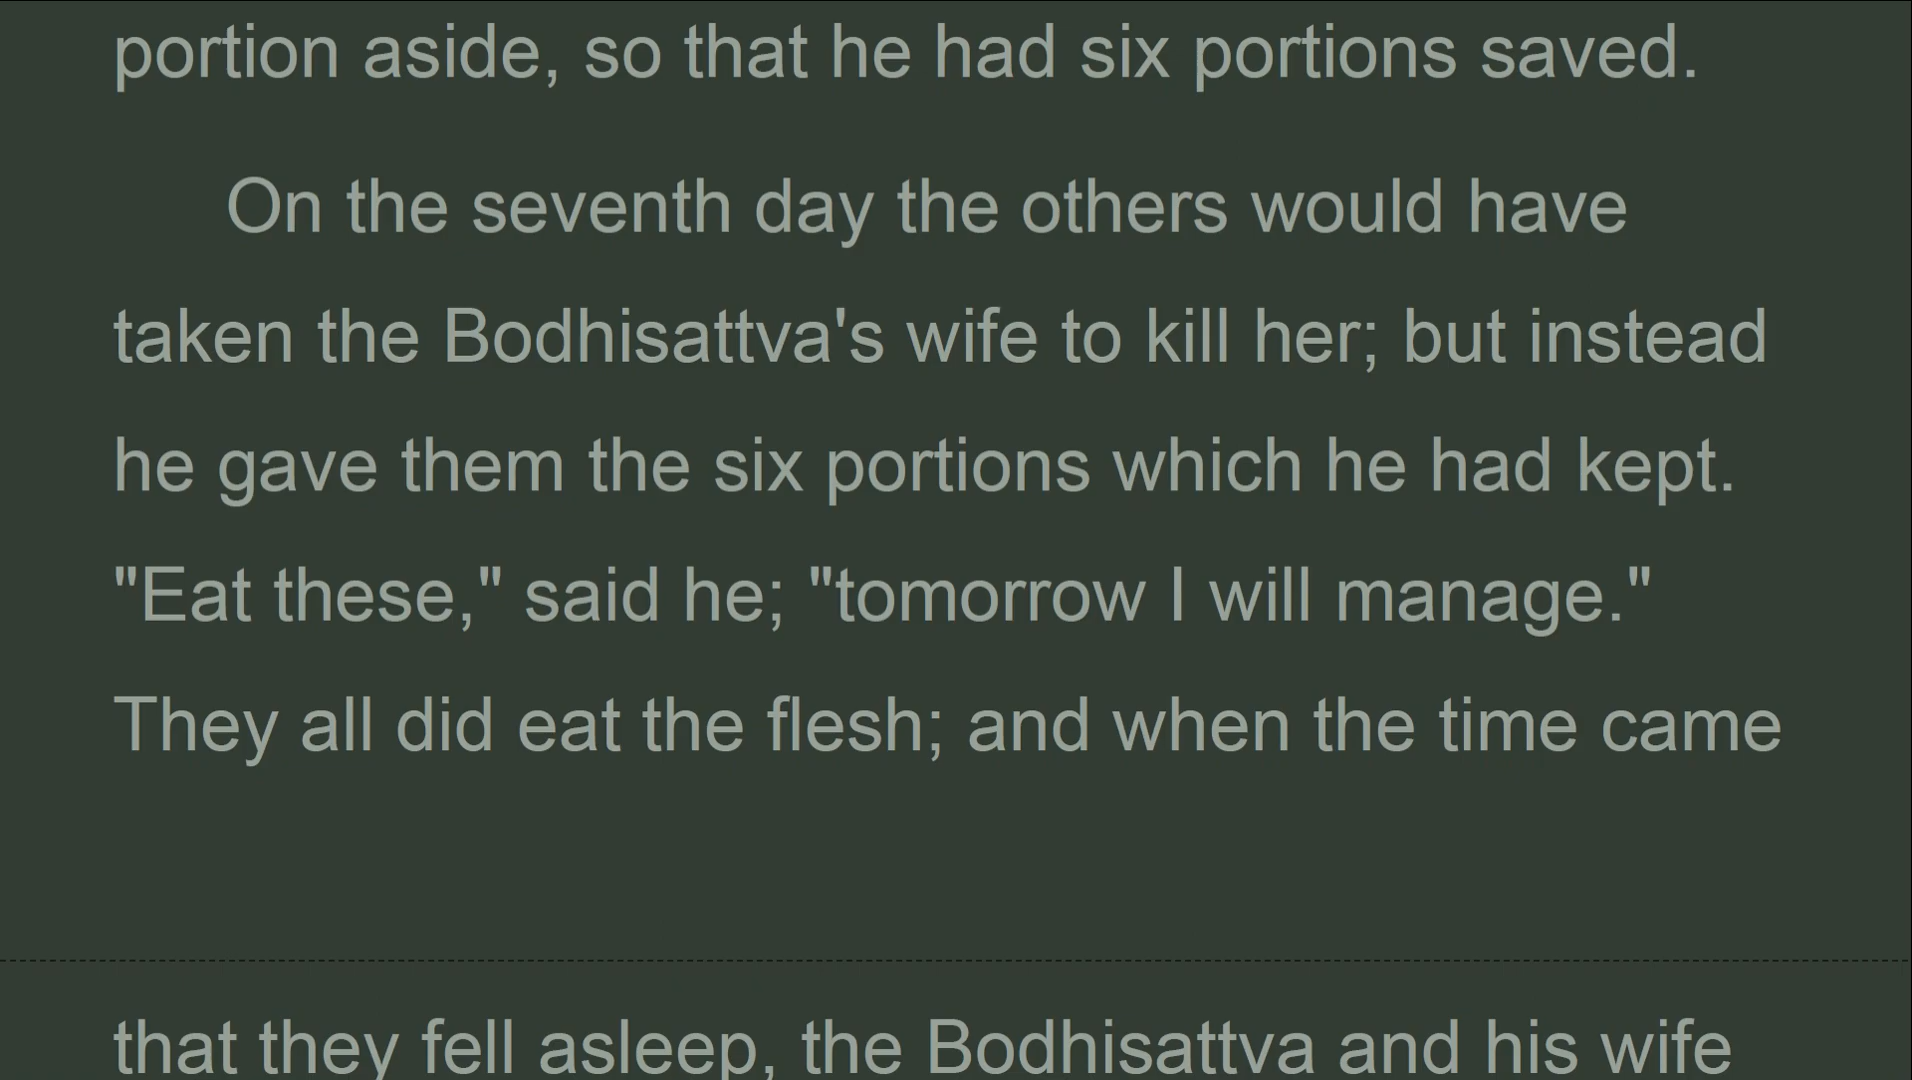 portion aside, so that he had six portions saved.
On the seventh day the others would have
taken the Bodhisattva's wife to kill her; but instead
he gave them the six portions which he had kept.
"Eat these," said he; "tomorrow I will manage."
They all did eat the flesh; and when the time came
that they fell asleep, the Bodhisattva and his wife